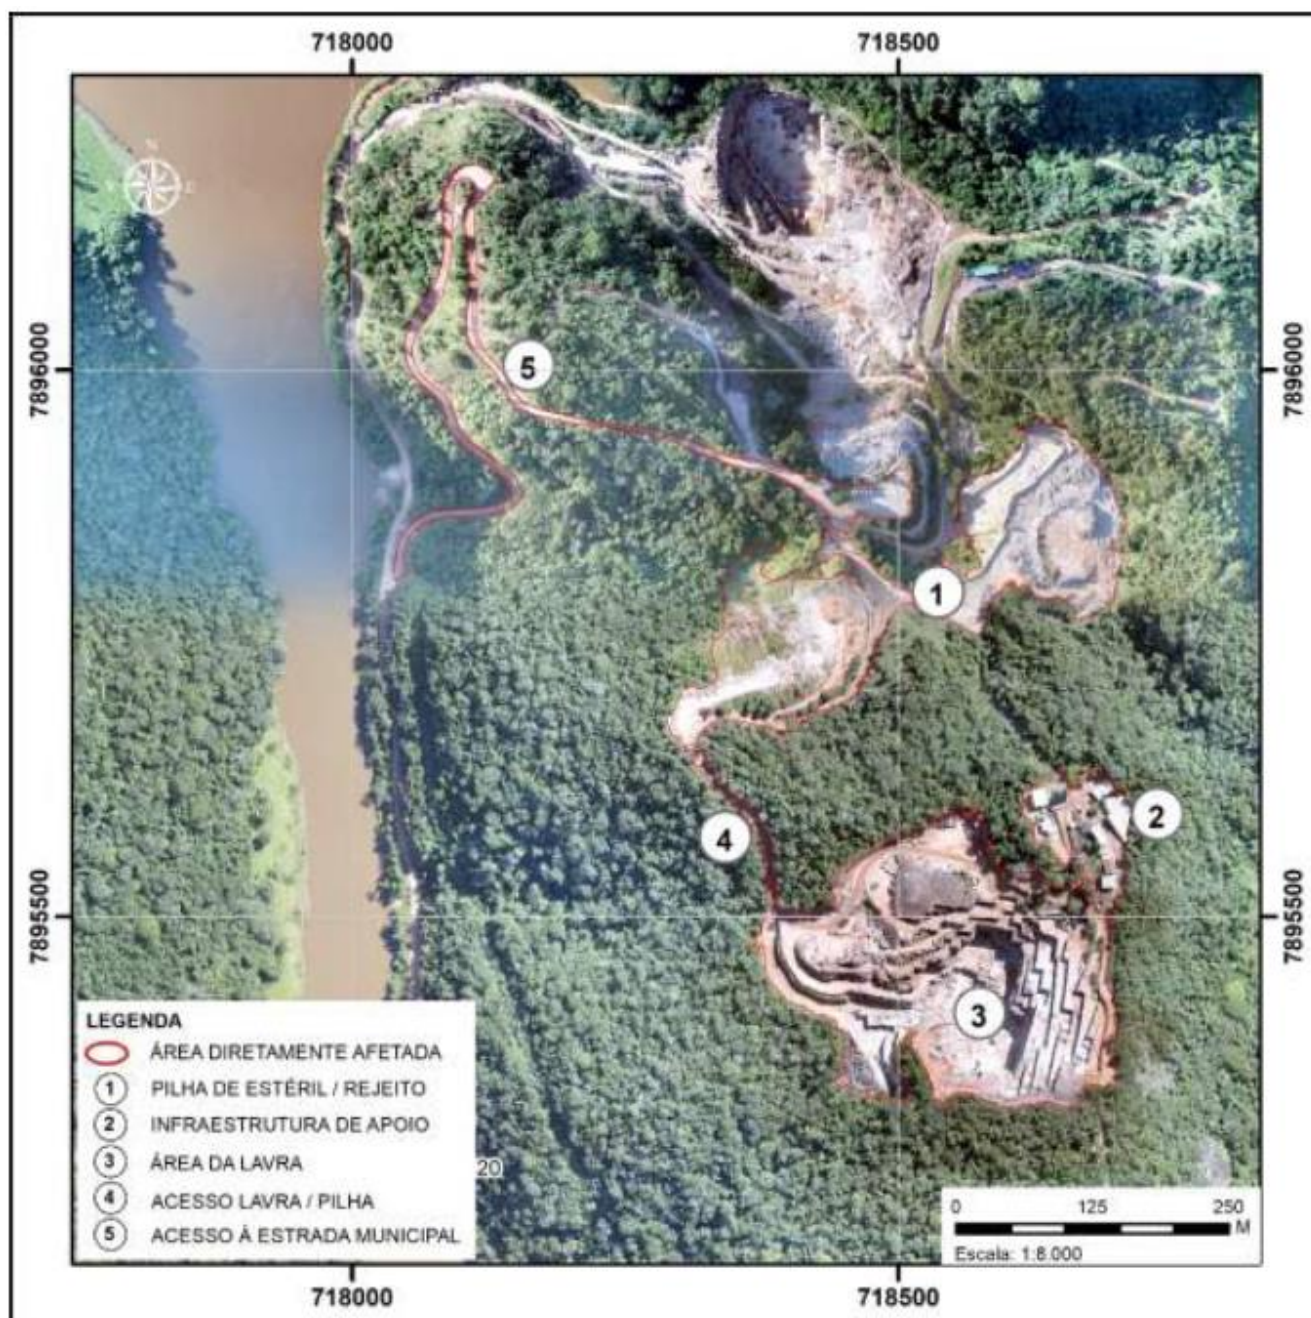 718000 718500
N
E
7896000 7896000
5
1
2
4
7895500 7895500
3
LEGENDA
ÁREA DIRETAMENTE AFETADA
1 PILHA DE ESTÉRIL / REJEITO
2 INFRAESTRUTURA DE APOIO
3 ÁREA DA LAVRA
4 ACESSO LAVRA / PILHA
5 ACESSO À ESTRADA MUNICIPAL
20
0 125 250
M
Escala: 1:8.000
718000 718500